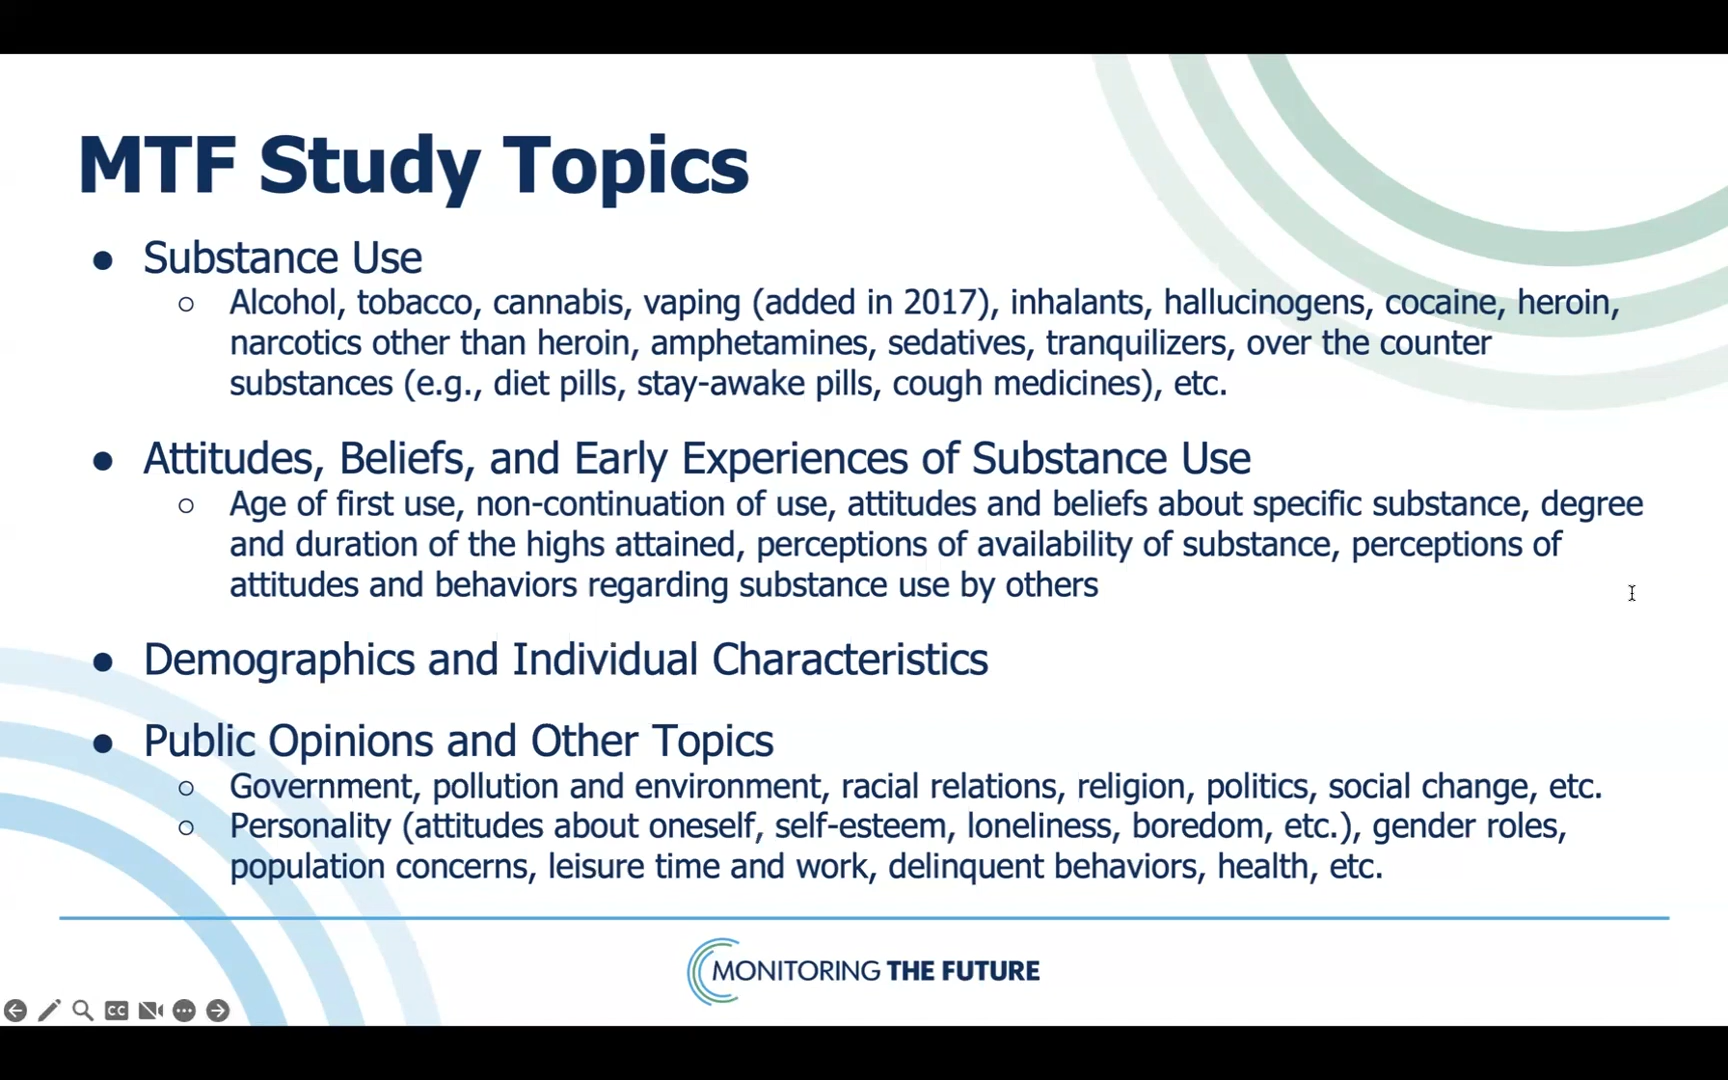 MTF Study Topics
● Substance Use
○ Alcohol, tobacco, cannabis, vaping (added in 2017), inhalants, hallucinogens, cocaine, heroin,
narcotics other than heroin, amphetamines, sedatives, tranquilizers, over the counter
substances (e.g., diet pills, stay-awake pills, cough medicines), etc.
● Attitudes, Beliefs, and Early Experiences of Substance Use
○ Age of first use, non-continuation of use, attitudes and beliefs about specific substance, degree
and duration of the highs attained, perceptions of availability of substance, perceptions of
attitudes and behaviors regarding substance use by others
● Demographics and Individual Characteristics
● Public Opinions and Other Topics
○ Government, pollution and environment, racial relations, religion, politics, social change, etc.
○ Personality (attitudes about oneself, self-esteem, loneliness, boredom, etc.), gender roles,
population concerns, leisure time and work, delinquent behaviors, health, etc.
MONITORING THE FUTURE
CC